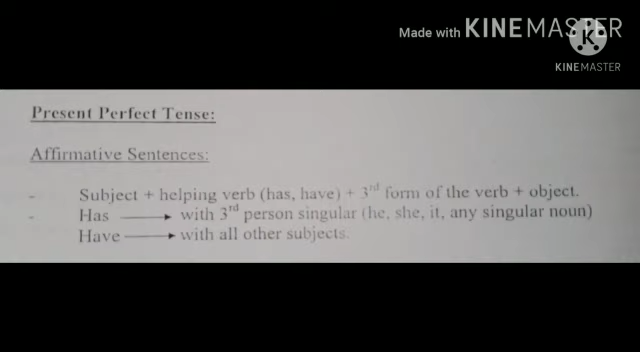 Made with KINEMASTER
K
KINEMASTER
Present Perfect Tense:
Affirmative Sentences:
- Subject + helping verb (has, have) + 3rd form of the verb + object.
- Has → with 3rd person singular (he, she, it, any singular noun)
Have → with all other subjects.